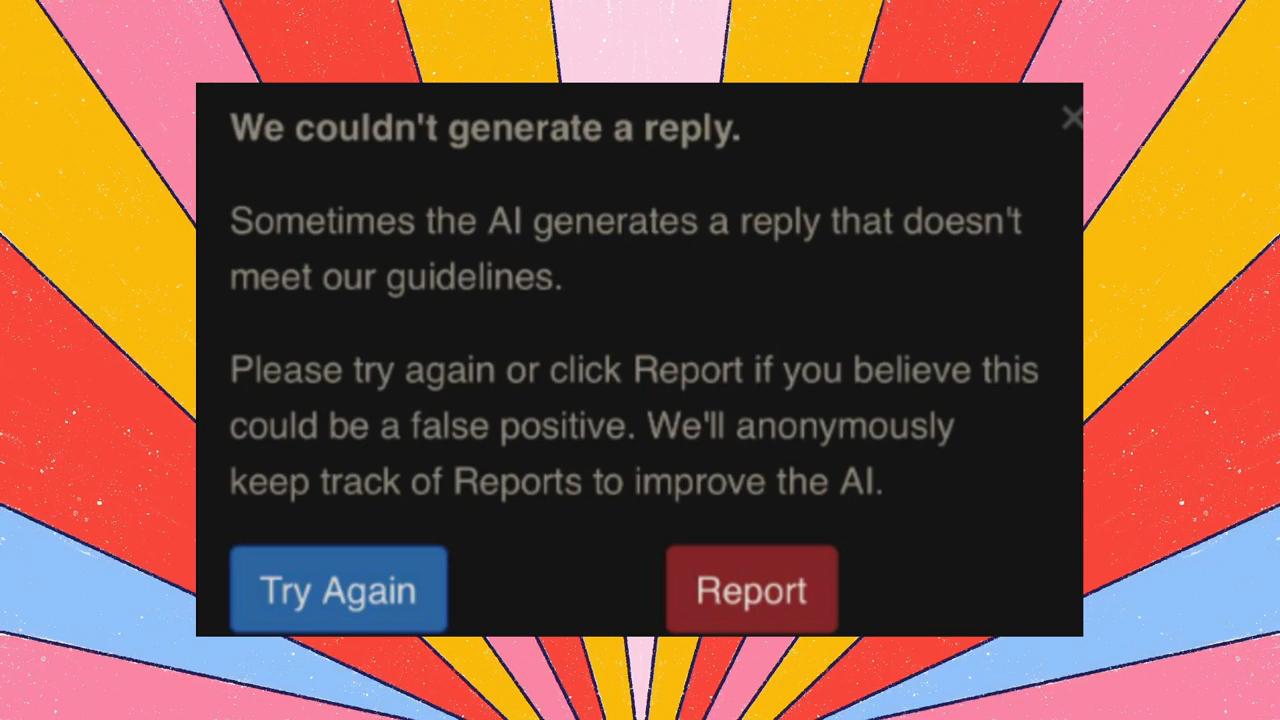 We couldn't generate a reply.
Sometimes the AI generates a reply that doesn't
meet our guidelines.
Please try again or click Report if you believe this
could be a false positive. We'll anonymously
keep track of Reports to improve the AI.
Try Again
Report